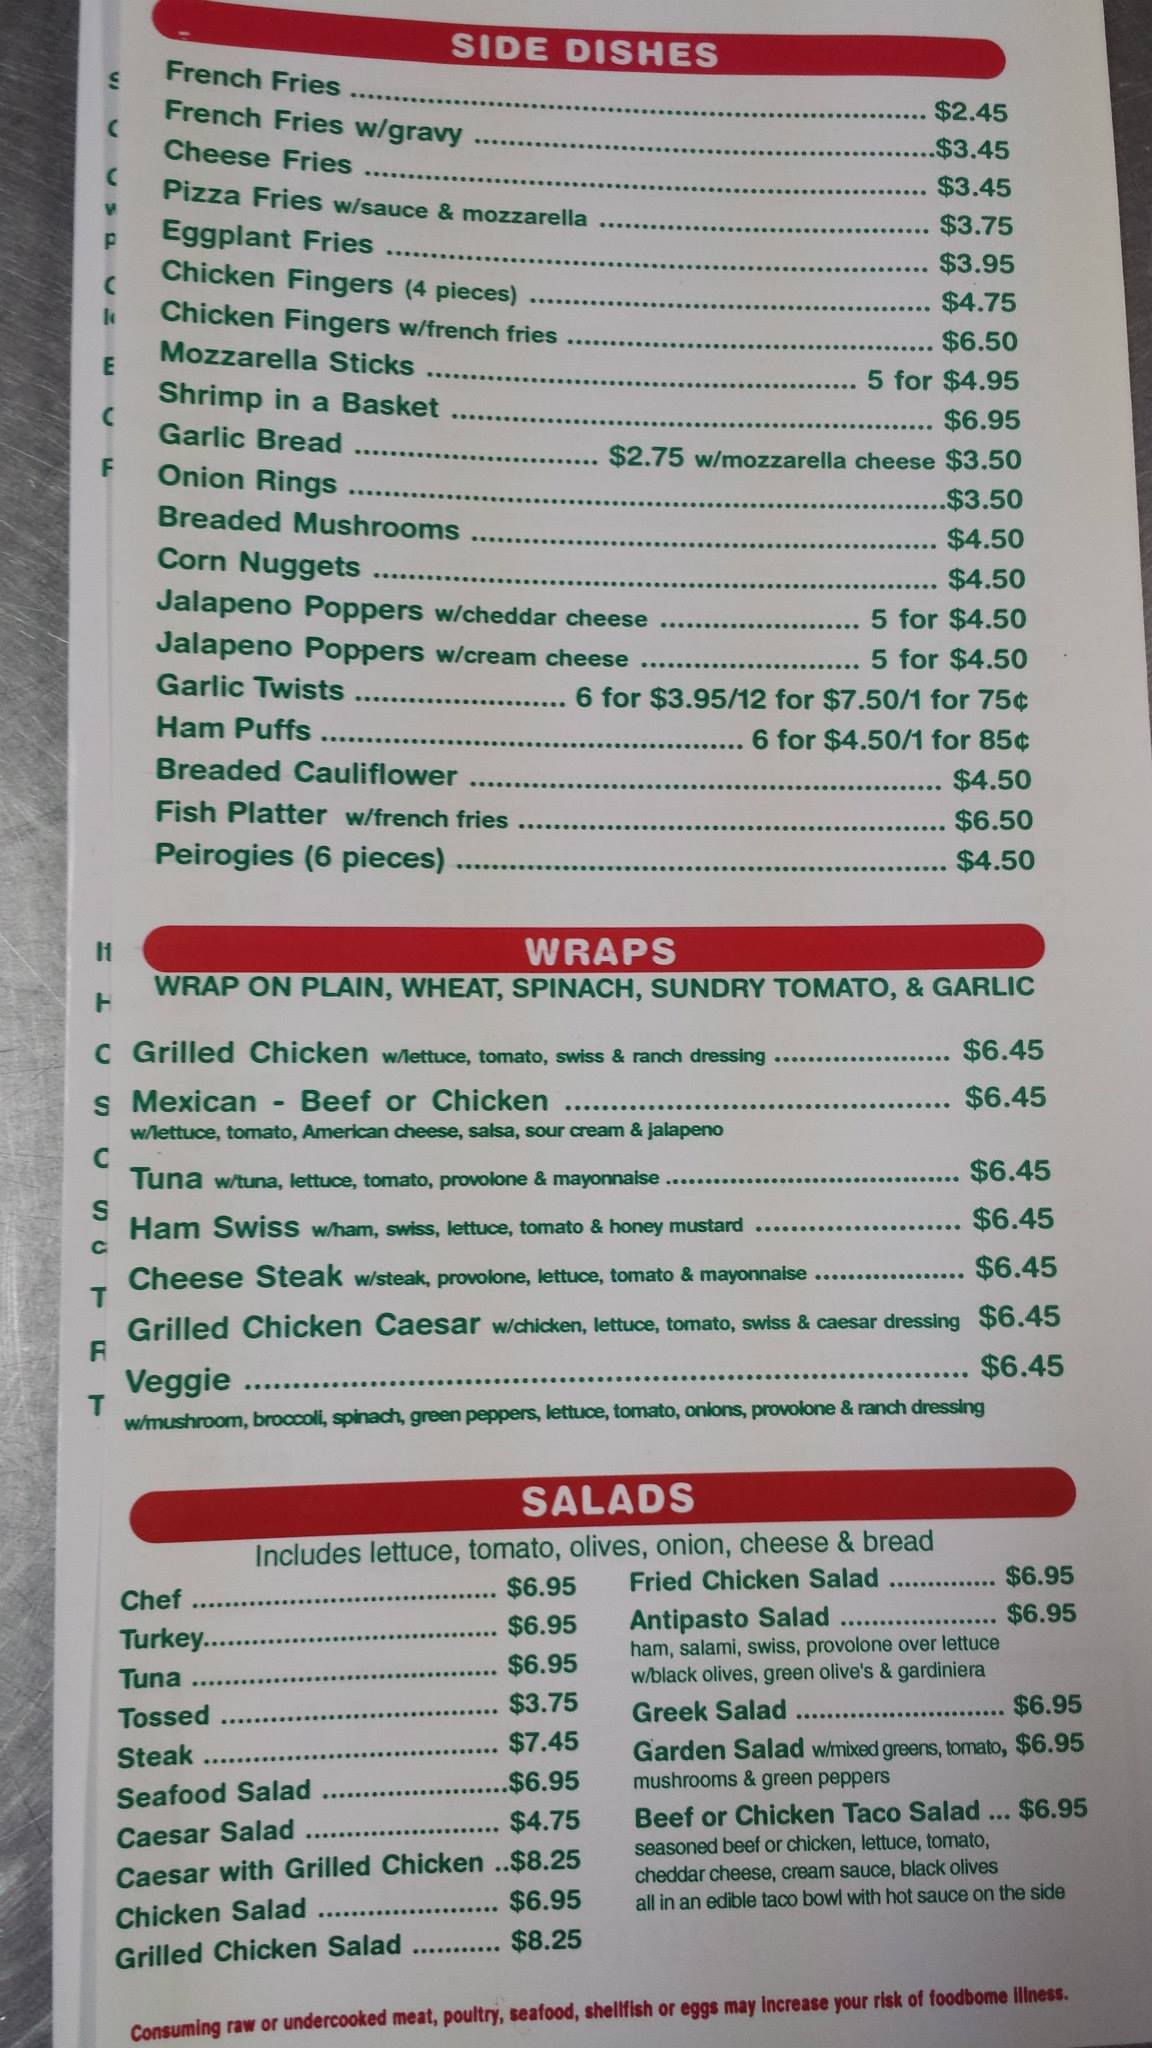 SIDE DISHES
French Fries ........ $2.45
French Fries w/gravy ........ $3.45
Cheese Fries ........ $3.45
Pizza Fries w/sauce & mozzarella ........ $3.75
Eggplant Fries ........ $3.95
Chicken Fingers (4 pieces) ........ $4.75
Chicken Fingers w/french fries ........ $6.50
Mozzarella Sticks ........ 5 for $4.95
Shrimp in a Basket ........ $6.95
Garlic Bread ........ $2.75 w/mozzarella cheese $3.50
Onion Rings ........ $3.50
Breaded Mushrooms ........ $4.50
Corn Nuggets ........ $4.50
Jalapeno Poppers w/cheddar cheese ........ 5 for $4.50
Jalapeno Poppers w/cream cheese ........ 5 for $4.50
Garlic Twists ........ 6 for $3.95/12 for $7.50/1 for 75¢
Ham Puffs ........ 6 for $4.50/1 for 85¢
Breaded Cauliflower ........ $4.50
Fish Platter w/french fries ........ $6.50
Peirogies (6 pieces) ........ $4.50
WRAPS
WRAP ON PLAIN, WHEAT, SPINACH, SUNDRY TOMATO, & GARLIC
Grilled Chicken w/lettuce, tomato, swiss & ranch dressing ........ $6.45
Mexican - Beef or Chicken ........ $6.45
w/lettuce, tomato, American cheese, salsa, sour cream & jalapeno
Tuna w/tuna, lettuce, tomato, provolone & mayonnaise ........ $6.45
Ham Swiss w/ham, swiss, lettuce, tomato & honey mustard ........ $6.45
Cheese Steak w/steak, provolone, lettuce, tomato & mayonnaise ........ $6.45
Grilled Chicken Caesar w/chicken, lettuce, tomato, swiss & caesar dressing $6.45
Veggie ........ $6.45
w/mushroom, broccoli, spinach, green peppers, lettuce, tomato, onions, provolone & ranch dressing
SALADS
Includes lettuce, tomato, olives, onion, cheese & bread
Chef ........ $6.95
Turkey ........ $6.95
Tuna ........ $6.95
Tossed ........ $3.75
Steak ........ $7.45
Seafood Salad ........ $6.95
Caesar Salad ........ $4.75
Caesar with Grilled Chicken ..$8.25
Chicken Salad ........ $6.95
Grilled Chicken Salad ........ $8.25
Fried Chicken Salad ........ $6.95
Antipasto Salad ........ $6.95
ham, salami, swiss, provolone over lettuce
w/black olives, green olive's & gardiniera
Greek Salad ........ $6.95
Garden Salad w/mixed greens, tomato, $6.95
mushrooms & green peppers
Beef or Chicken Taco Salad ... $6.95
seasoned beef or chicken, lettuce, tomato,
cheddar cheese, cream sauce, black olives
all in an edible taco bowl with hot sauce on the side
Consuming raw or undercooked meat, poultry, seafood, shellfish or eggs may increase your risk of foodborne illness.